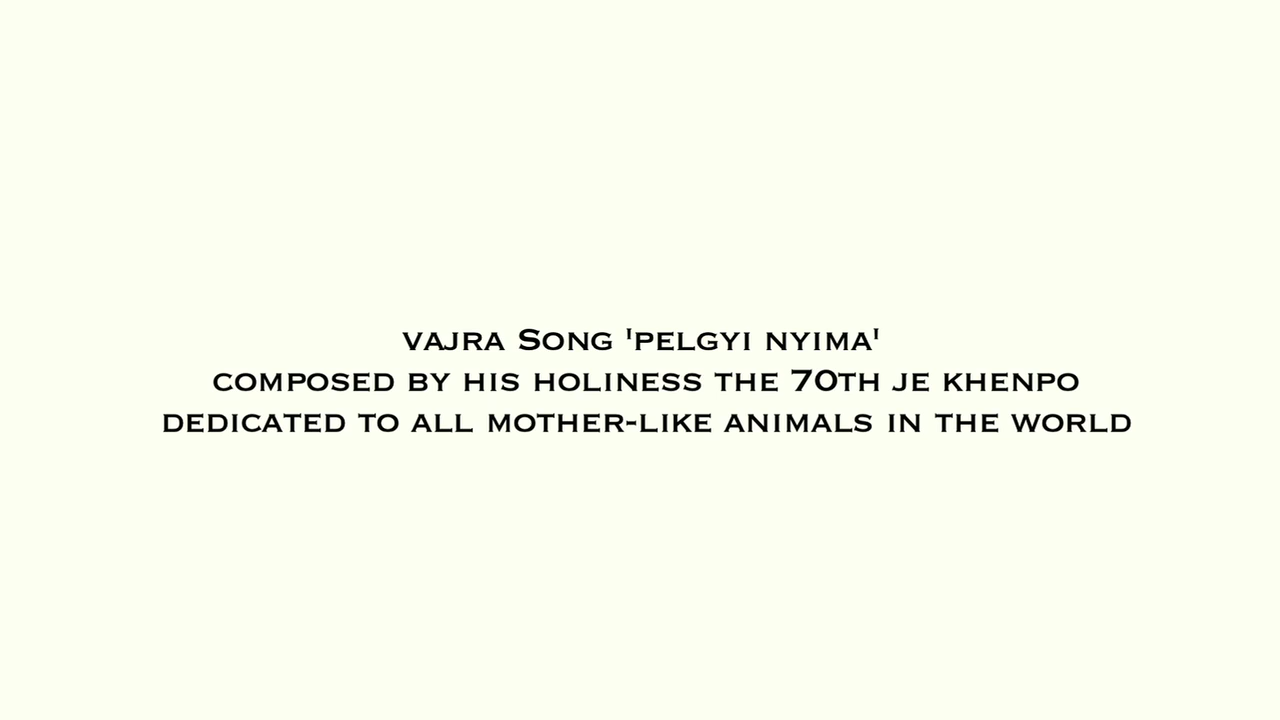 VAJRA SONG 'PELGYI NYIMA'
COMPOSED BY HIS HOLINESS THE 70TH JE KHENPO
DEDICATED TO ALL MOTHER-LIKE ANIMALS IN THE WORLD